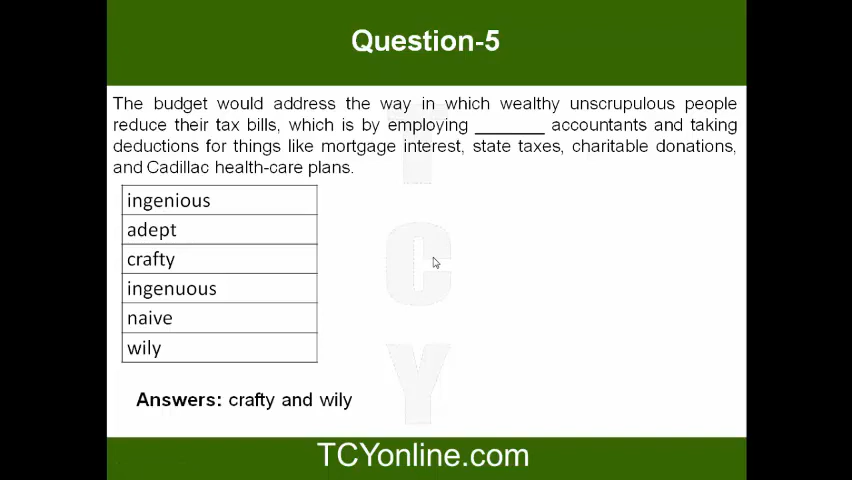 Question-5
The budget would address the way in which wealthy unscrupulous people
reduce their tax bills, which is by employing _______ accountants and taking
deductions for things like mortgage interest, state taxes, charitable donations,
and Cadillac health-care plans.
ingenious
adept
crafty
ingenuous
naive
wily
Answers: crafty and wily
TCYonline.com
T
C
Y